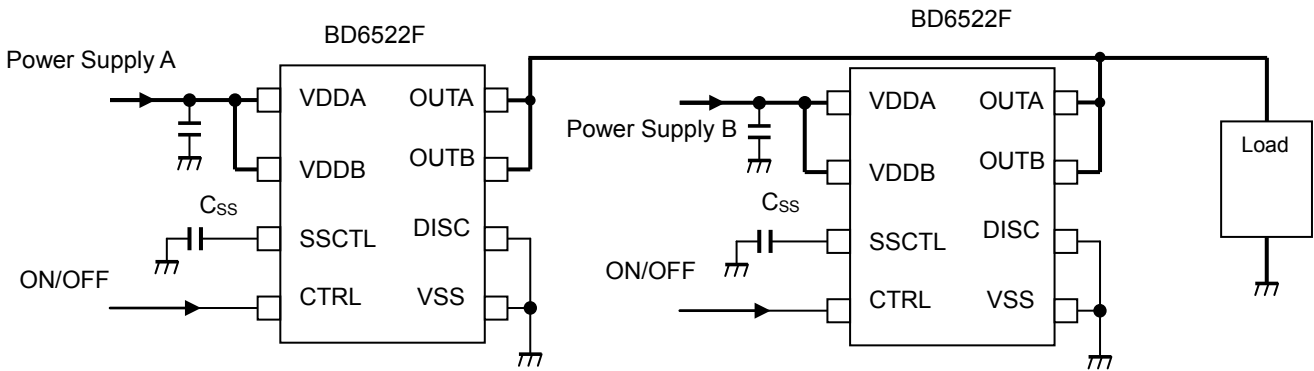 BD6522F
Power Supply A
VDDA
OUTA
VDDB
OUTB
CSS
SSCTL
DISC
ON/OFF
CTRL
VSS
BD6522F
Power Supply B
VDDA
OUTA
VDDB
OUTB
CSS
SSCTL
DISC
ON/OFF
CTRL
VSS
Load